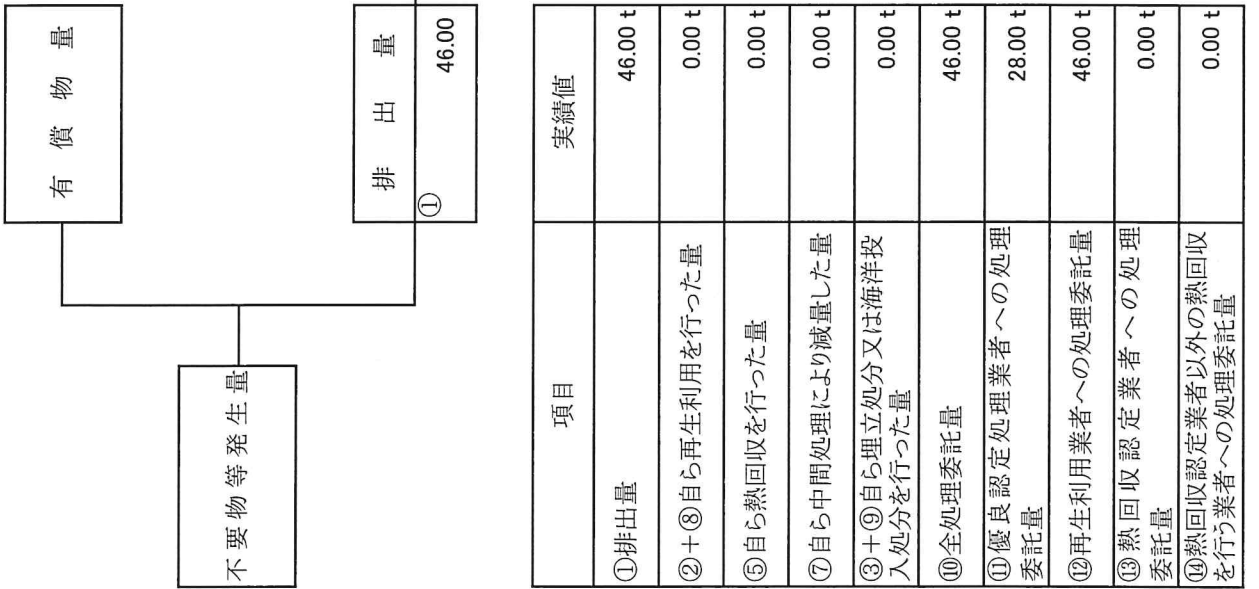 不要物等発生量
有償物量
排出量
①
46.00
項目
実績値
①排出量
46.00 t
②＋⑧自ら再生利用を行った量
0.00 t
⑤自ら熱回収を行った量
0.00 t
⑦自ら中間処理により減量した量
0.00 t
③＋⑨自ら埋立処分又は海洋投
入処分を行った量
0.00 t
⑩全処理委託量
46.00 t
⑪優良認定処理業者への処理
委託量
28.00 t
⑫再生利用業者への処理委託量
46.00 t
⑬熱回収認定業者への処理
委託量
0.00 t
⑭熱回収認定業者以外の熱回収
を行う業者への処理委託量
0.00 t